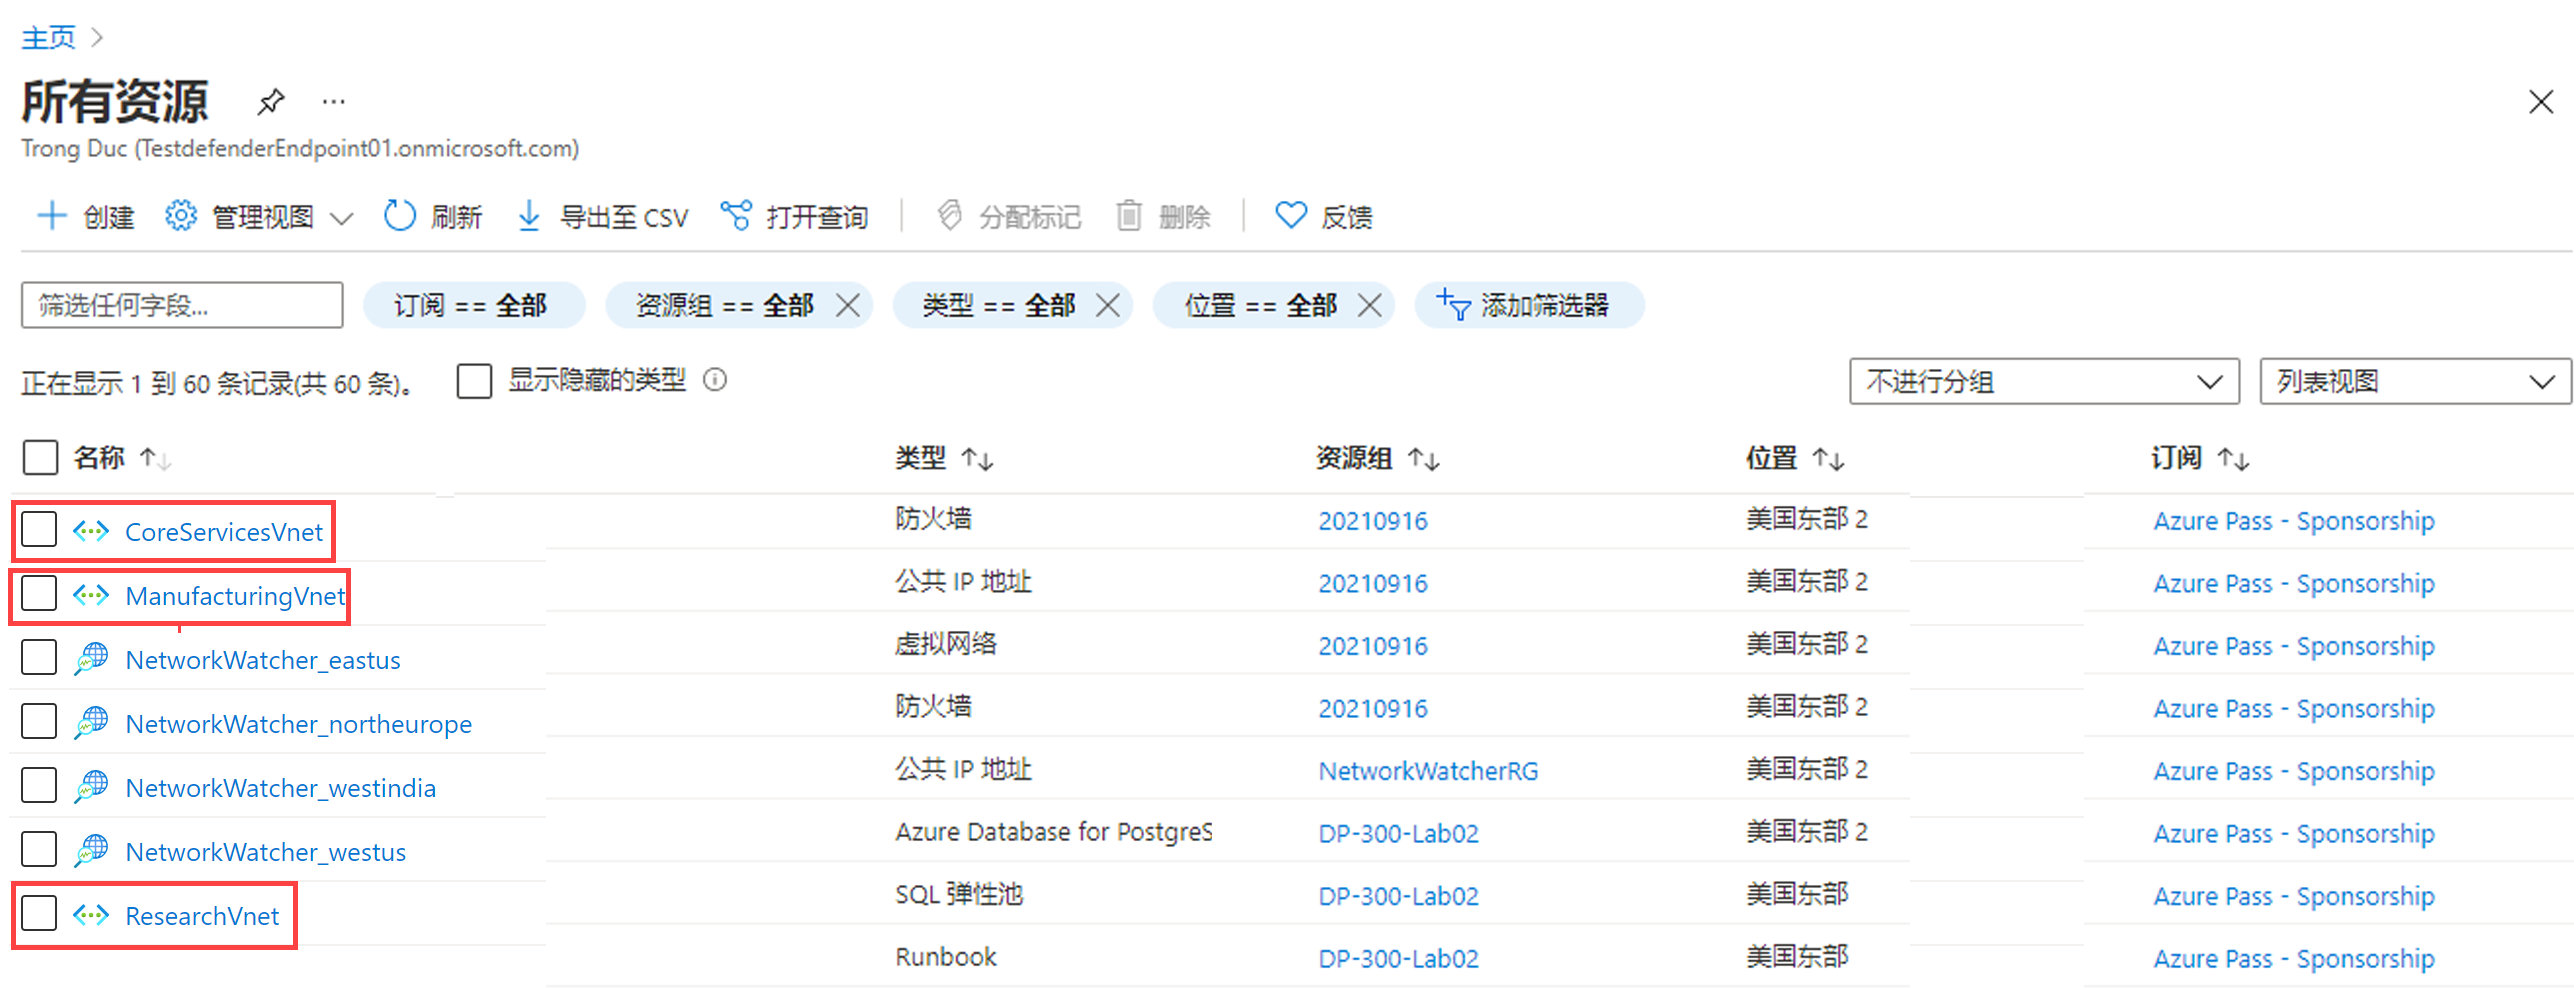 主页
所有资源 ...
Trong Duc (TestdefenderEndpoint01.onmicrosoft.com)
创建 管理视图 刷新 导出至 CSV 打开查询 分配标记 删除 反馈
筛选任何字段... 订阅 == 全部 资源组 == 全部 类型 == 全部 位置 == 全部 添加筛选器
正在显示 1 到 60 条记录(共 60 条)。 显示隐藏的类型 不进行分组 列表视图
名称 类型 资源组 位置 订阅
CoreServicesVnet 防火墙 20210916 美国东部 2 Azure Pass - Sponsorship
ManufacturingVnet 公共 IP 地址 20210916 美国东部 2 Azure Pass - Sponsorship
NetworkWatcher_eastus 虚拟网络 20210916 美国东部 2 Azure Pass - Sponsorship
NetworkWatcher_northeurope 防火墙 20210916 美国东部 2 Azure Pass - Sponsorship
NetworkWatcher_westindia 公共 IP 地址 NetworkWatcherRG 美国东部 2 Azure Pass - Sponsorship
NetworkWatcher_westus Azure Database for PostgreS DP-300-Lab02 美国东部 2 Azure Pass - Sponsorship
ResearchVnet SQL 弹性池 DP-300-Lab02 美国东部 Azure Pass - Sponsorship
Runbook DP-300-Lab02 美国东部 Azure Pass - Sponsorship